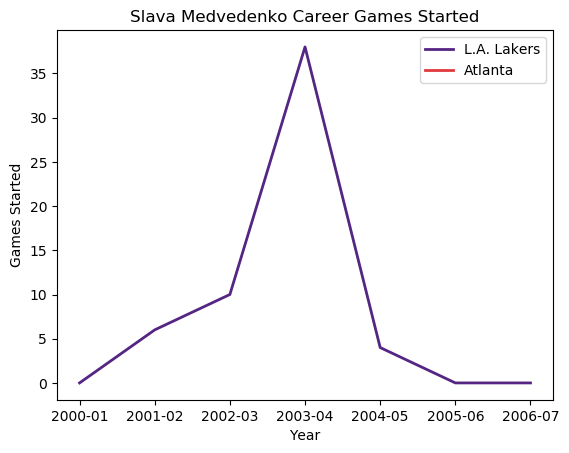 Slava Medvedenko Career Games Started
L.A. Lakers
Atlanta
Games Started
35
30
25
20
15
10
5
0
2000-01 2001-02 2002-03 2003-04 2004-05 2005-06 2006-07
Year